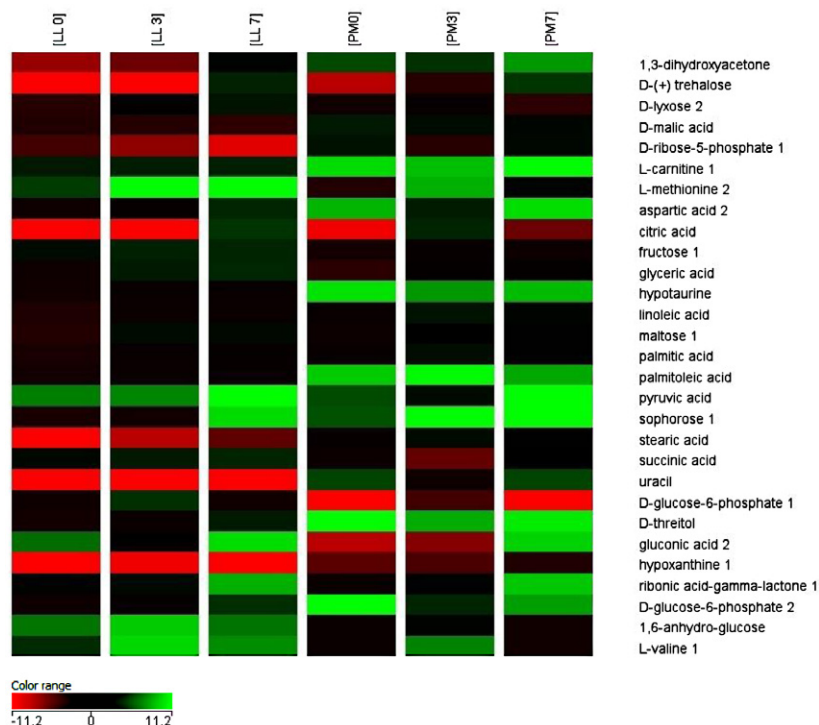 [LL 0]
[LL 3]
[LL 7]
[PM0]
[PM3]
[PM7]
1,3-dihydroxyacetone
D-(+) trehalose
D-lyxose 2
D-malic acid
D-ribose-5-phosphate 1
L-carnitine 1
L-methionine 2
aspartic acid 2
citric acid
fructose 1
glyceric acid
hypotaurine
linoleic acid
maltose 1
palmitic acid
palmitoleic acid
pyruvic acid
sophorose 1
stearic acid
succinic acid
uracil
D-glucose-6-phosphate 1
D-threitol
gluconic acid 2
hypoxanthine 1
ribonic acid-gamma-lactone 1
D-glucose-6-phosphate 2
1,6-anhydro-glucose
L-valine 1
Color range
-11.2 0 11.2